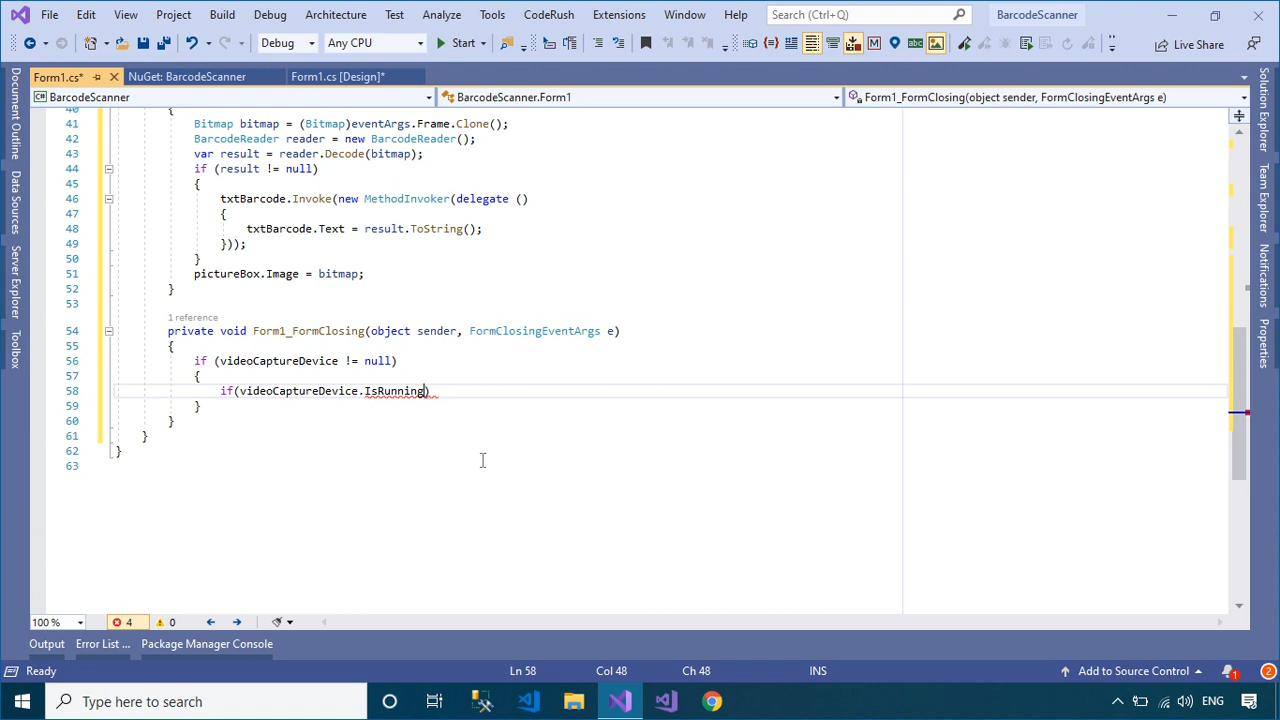 File Edit View Project Build Debug Architecture Test Analyze Tools CodeRush Extensions Window Help Search (Ctrl+Q) BarcodeScanner
Debug Any CPU Start Live Share
Form1.cs* NuGet: BarcodeScanner Form1.cs [Design]*
BarcodeScanner BarcodeScanner.Form1 Form1_FormClosing(object sender, FormClosingEventArgs e)
Document Outline
Data Sources
Server Explorer
Toolbox
40 {
41 Bitmap bitmap = (Bitmap)eventArgs.Frame.Clone();
42 BarcodeReader reader = new BarcodeReader();
43 var result = reader.Decode(bitmap);
44 if (result != null)
45 {
46 txtBarcode.Invoke(new MethodInvoker(delegate ()
47 {
48 txtBarcode.Text = result.ToString();
49 }));
50 }
51 pictureBox.Image = bitmap;
52 }
53
1 reference
54 private void Form1_FormClosing(object sender, FormClosingEventArgs e)
55 {
56 if (videoCaptureDevice != null)
57 {
58 if(videoCaptureDevice.IsRunning)
59 }
60 }
61 }
62 }
63
Solution Explorer
Team Explorer
Properties
100 % 4 0
Output Error List ... Package Manager Console
Ready Ln 58 Col 48 Ch 48 INS Add to Source Control 1 2
Type here to search ENG